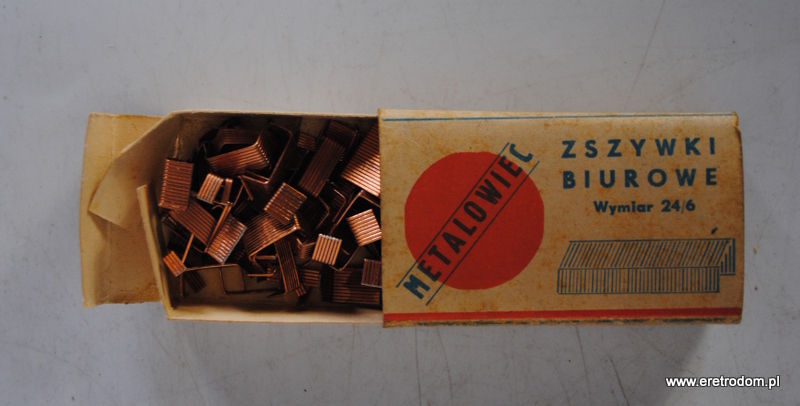 METALOWIEC
ZSZYWKI
BIUROWE
Wymiar 24/6
www.eretrodom.pl